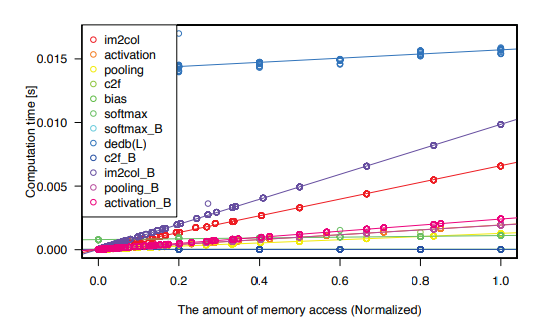 im2col
activation
pooling
c2f
bias
softmax
softmax_B
dedb(L)
c2f_B
im2col_B
pooling_B
activation_B
Computation time [s]
0.015
0.010
0.005
0.000
0.0 0.2 0.4 0.6 0.8 1.0
The amount of memory access (Normalized)